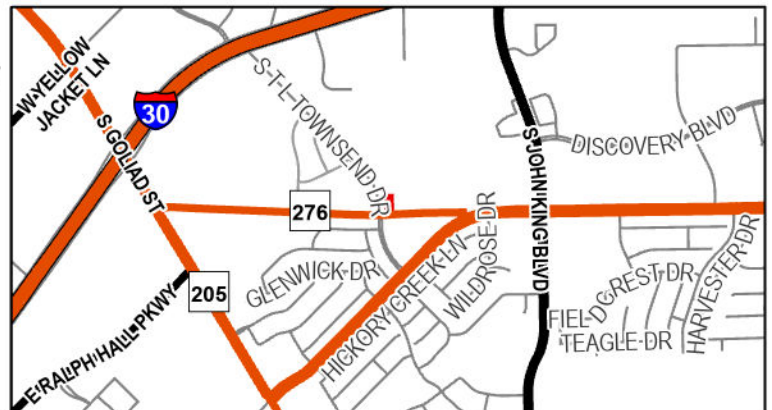 W YELLOW
JACKET LN
30
S GOLIAD ST
S T L TOWNSEND DR
S JOHN KING BLVD
DISCOVERY BLVD
276
205
GLENWICK DR
HICKORY CREEK LN
WILDROSE DR
FIELDCREST DR
TEAGLE DR
HARVESTER DR
E RALPH HALL PKWY